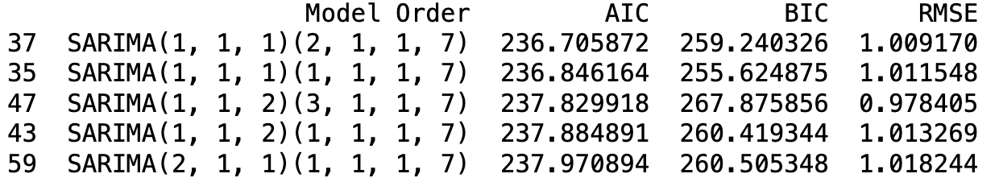 Model Order AIC BIC RMSE
37 SARIMA(1, 1, 1)(2, 1, 1, 7) 236.705872 259.240326 1.009170
35 SARIMA(1, 1, 1)(1, 1, 1, 7) 236.846164 255.624875 1.011548
47 SARIMA(1, 1, 2)(3, 1, 1, 7) 237.829918 267.875856 0.978405
43 SARIMA(1, 1, 2)(1, 1, 1, 7) 237.884891 260.419344 1.013269
59 SARIMA(2, 1, 1)(1, 1, 1, 7) 237.970894 260.505348 1.018244